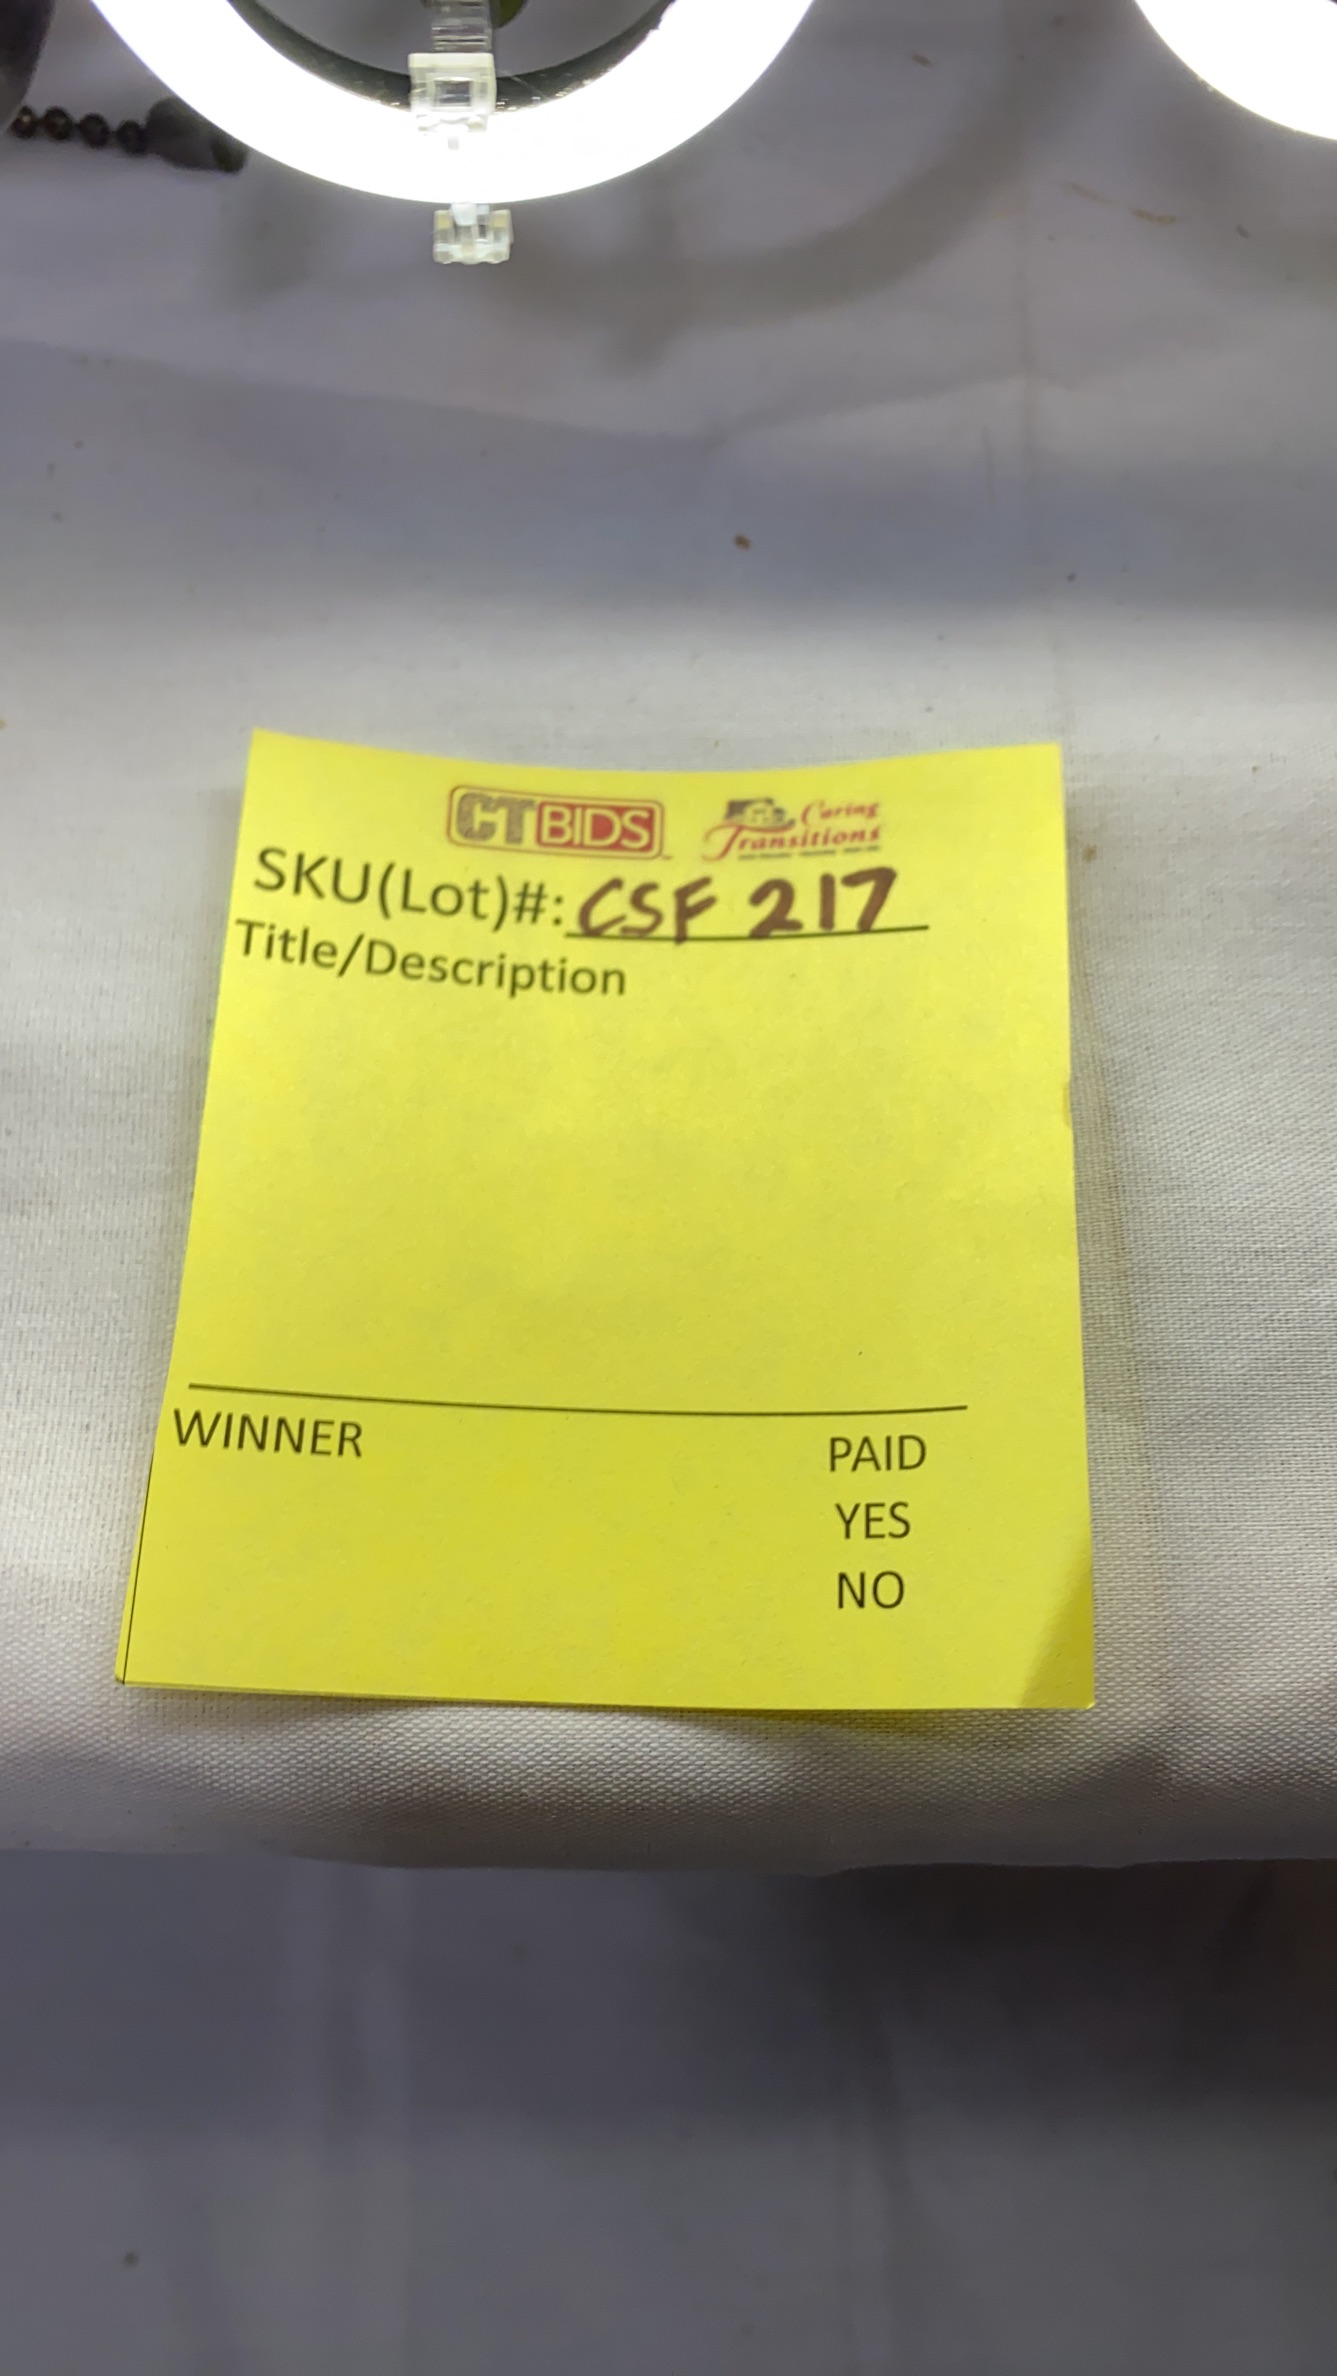 CTBIDS Caring Transitions
SKU(Lot)#: CSF 217
Title/Description
WINNER PAID
YES
NO